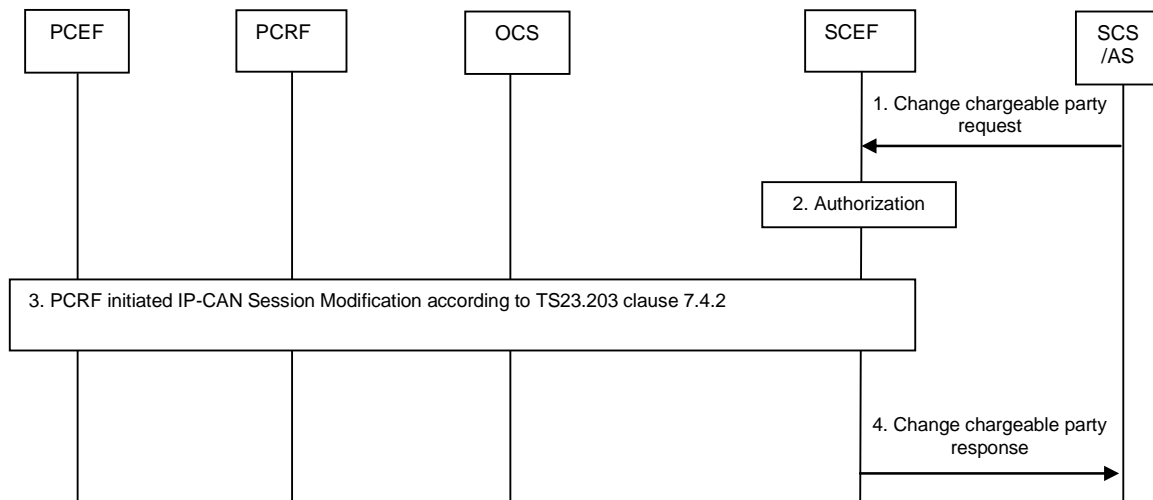 PCEF
PCRF
OCS
SCEF
SCS
/AS
1. Change chargeable party
request
2. Authorization
3. PCRF initiated IP-CAN Session Modification according to TS23.203 clause 7.4.2
4. Change chargeable party
response